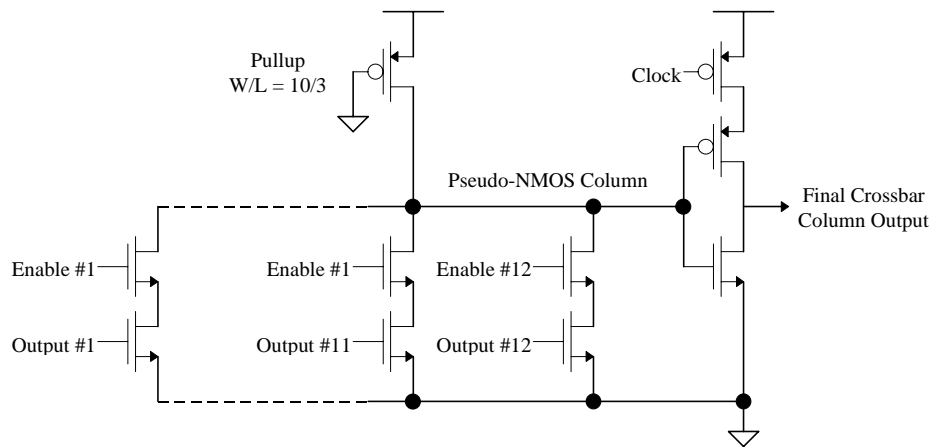 Pullup
W/L = 10/3
Clock
Pseudo-NMOS Column
Final Crossbar
Column Output
Enable #1
Enable #1
Enable #12
Output #1
Output #11
Output #12